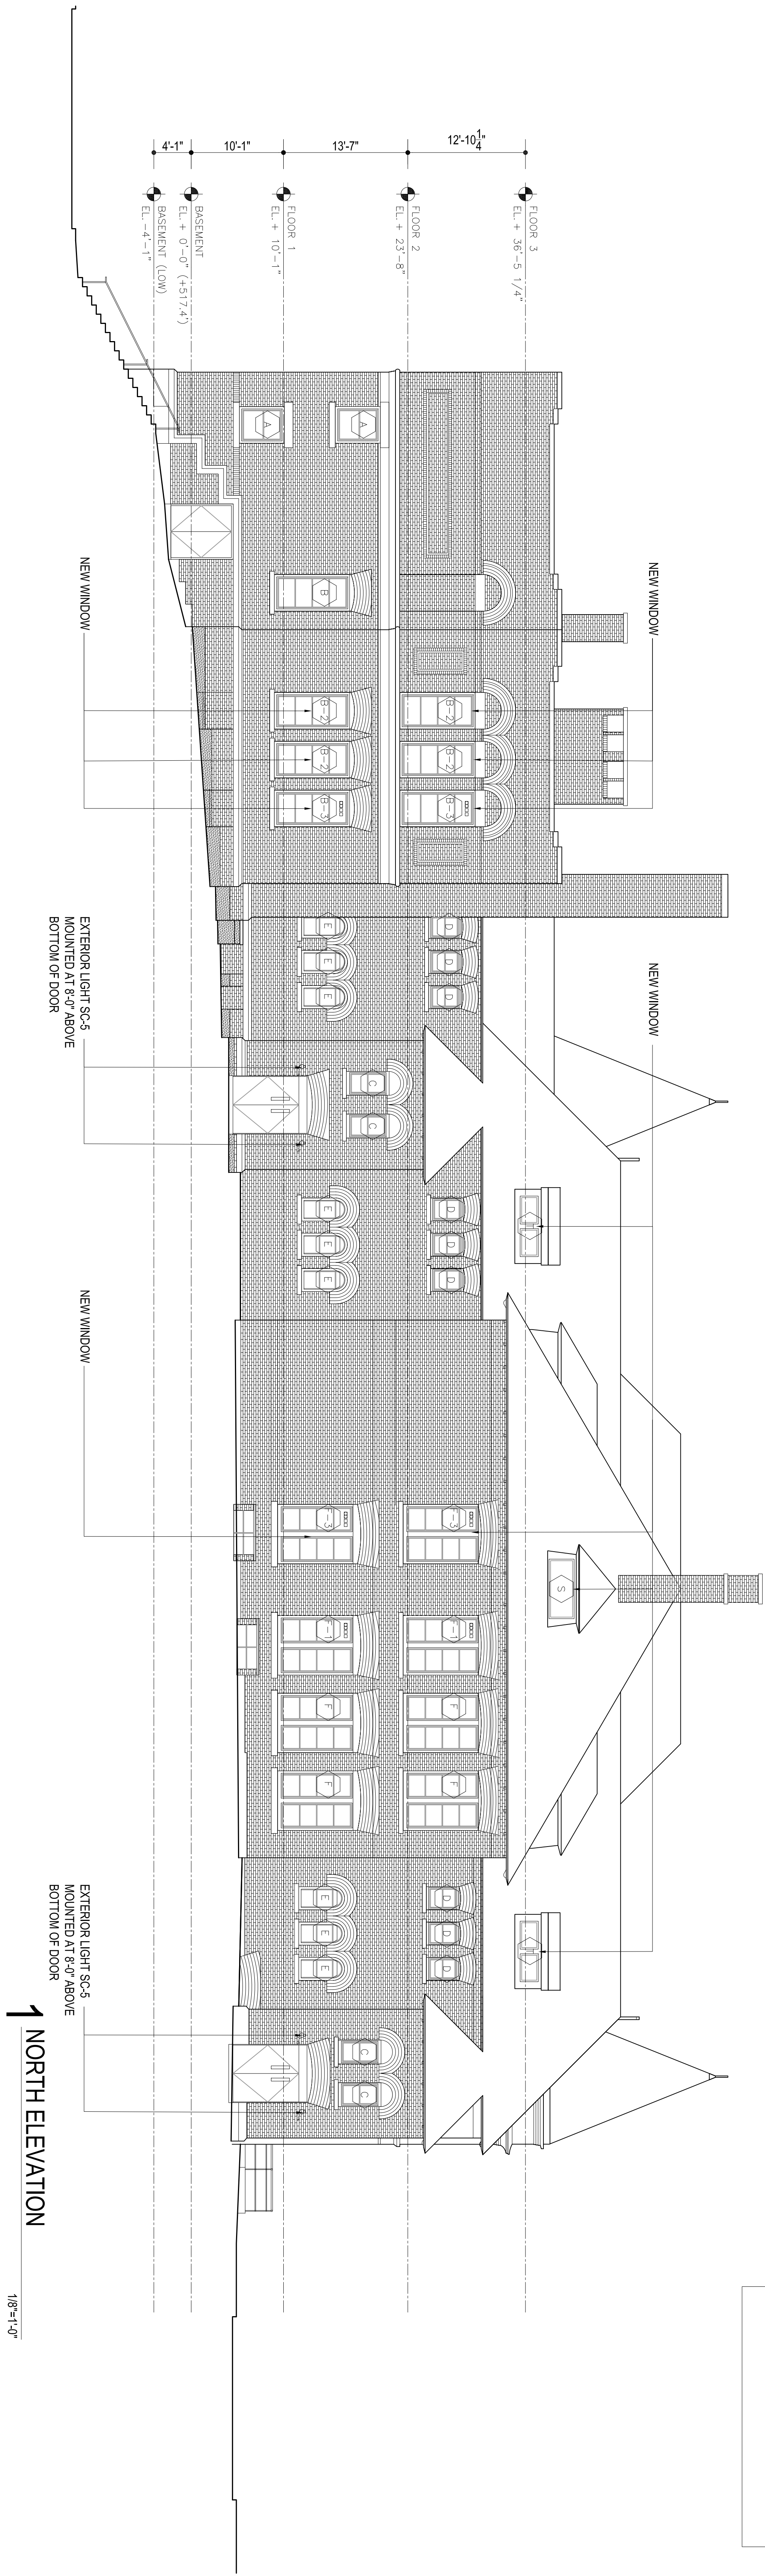 NEW WINDOW
NEW WINDOW
S
FLOOR 3
EL. + 36'-5 1/4"
12'-10 1/4"
FLOOR 2
EL. + 23'-8"
B-2
B-2
B-3
D
D
D
D
D
D
F-3
F-1
F
F
D
D
D
13'-7"
A
C
C
C
C
FLOOR 1
EL. + 10'-1"
A
B
B-2
B-2
B-3
E
E
E
E
E
E
F-3
F-1
F
F
E
E
E
10'-1"
BASEMENT
EL. + 0'-0" (+517.4')
4'-1"
BASEMENT (LOW)
EL. -4'-1"
NEW WINDOW
EXTERIOR LIGHT SC-5
MOUNTED AT 8'-0" ABOVE
BOTTOM OF DOOR
NEW WINDOW
EXTERIOR LIGHT SC-5
MOUNTED AT 8'-0" ABOVE
BOTTOM OF DOOR
1 NORTH ELEVATION
1/8"=1'-0"